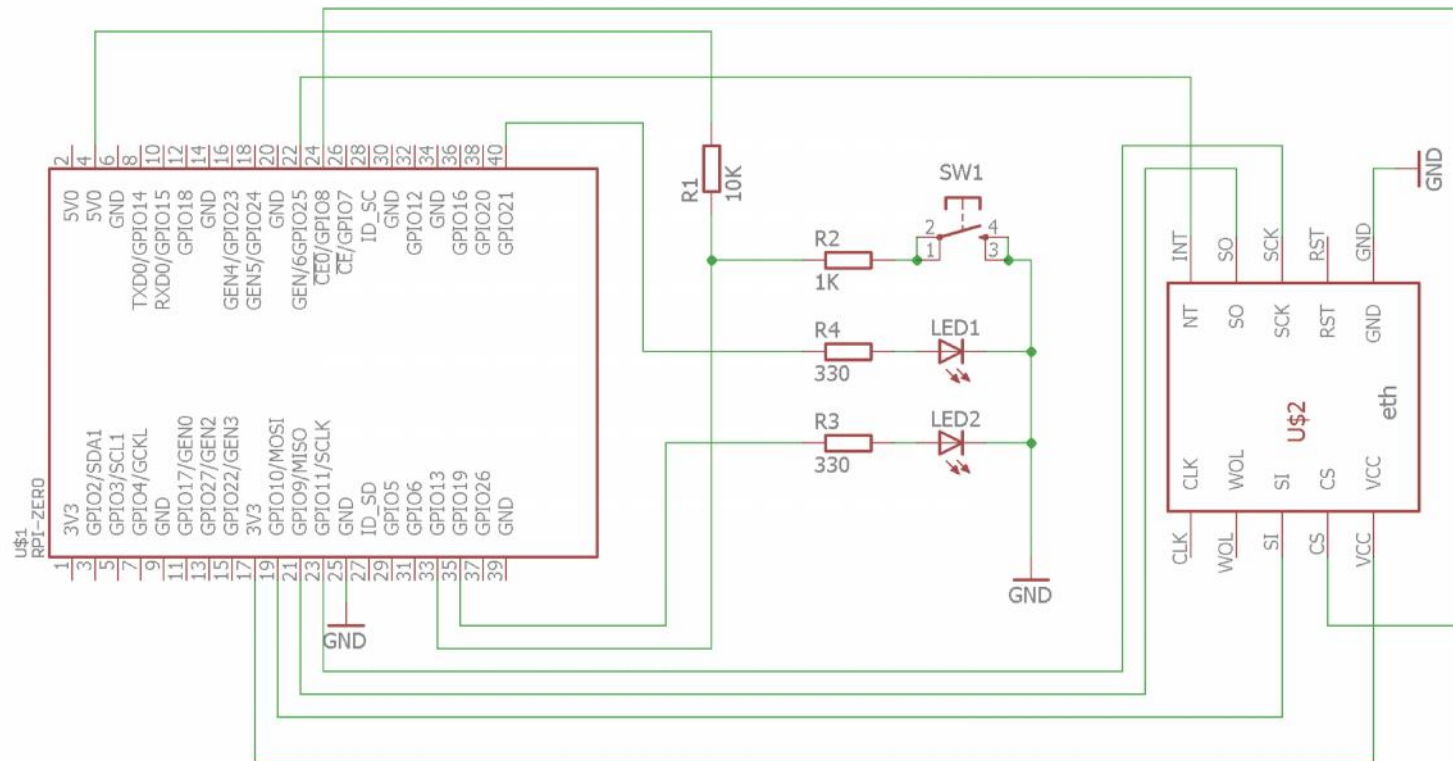 2
4
6
8
10
12
14
16
18
20
22
24
26
28
30
32
34
36
38
40
5V0
5V0
GND
TXD0/GPIO14
RXD0/GPIO15
GPIO18
GND
GEN4/GPIO23
GEN5/GPIO24
GND
GEN/6GPIO25
CE0/GPIO8
CE/GPIO7
ID_SC
GND
GPIO12
GND
GPIO16
GPIO20
GPIO21
3V3
GPIO2/SDA1
GPIO3/SCL1
GPIO4/GCKL
GND
GPIO17/GEN0
GPIO27/GEN2
GPIO22/GEN3
3V3
GPIO10/MOSI
GPIO9/MISO
GPIO11/SCLK
GND
ID_SD
GPIO5
GPIO6
GPIO13
GPIO19
GPIO26
GND
U$1
RPI-ZERO
1
3
5
7
9
11
13
15
17
19
21
23
25
27
29
31
33
35
37
39
GND
R1
10K
SW1
2
4
1
3
R2
1K
R4
330
LED1
R3
330
LED2
GND
GND
INT
SO
SCK
RST
GND
NT
SO
SCK
RST
GND
U$2
eth
CLK
WOL
SI
CS
VCC
CLK
WOL
SI
CS
VCC